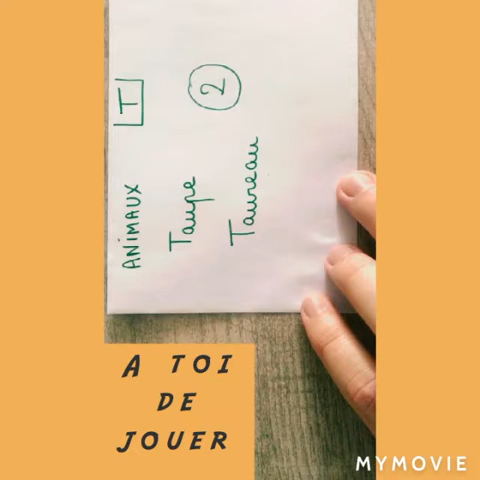 ANIMAUX T
Taupe 2
Taureau
A TOI
DE
JOUER
MYMOVIE